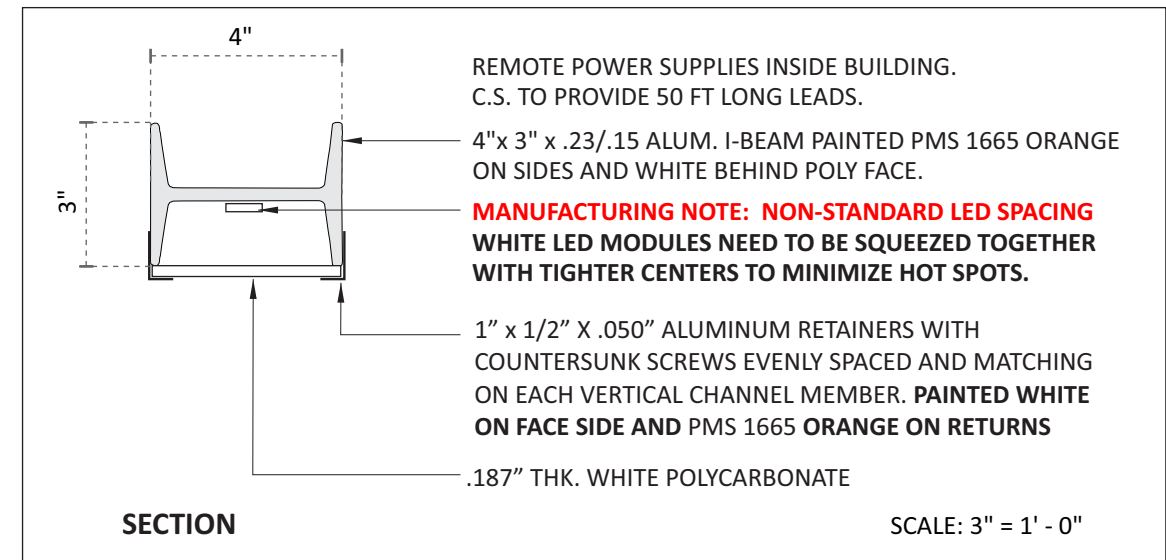 4"
3"
REMOTE POWER SUPPLIES INSIDE BUILDING.
C.S. TO PROVIDE 50 FT LONG LEADS.
4"x 3" x .23/.15 ALUM. I-BEAM PAINTED PMS 1665 ORANGE
ON SIDES AND WHITE BEHIND POLY FACE.
MANUFACTURING NOTE: NON-STANDARD LED SPACING
WHITE LED MODULES NEED TO BE SQUEEZED TOGETHER
WITH TIGHTER CENTERS TO MINIMIZE HOT SPOTS.
1” x 1/2” X .050” ALUMINUM RETAINERS WITH
COUNTERSUNK SCREWS EVENLY SPACED AND MATCHING
ON EACH VERTICAL CHANNEL MEMBER. PAINTED WHITE
ON FACE SIDE AND PMS 1665 ORANGE ON RETURNS
.187” THK. WHITE POLYCARBONATE
SECTION
SCALE: 3" = 1' - 0"